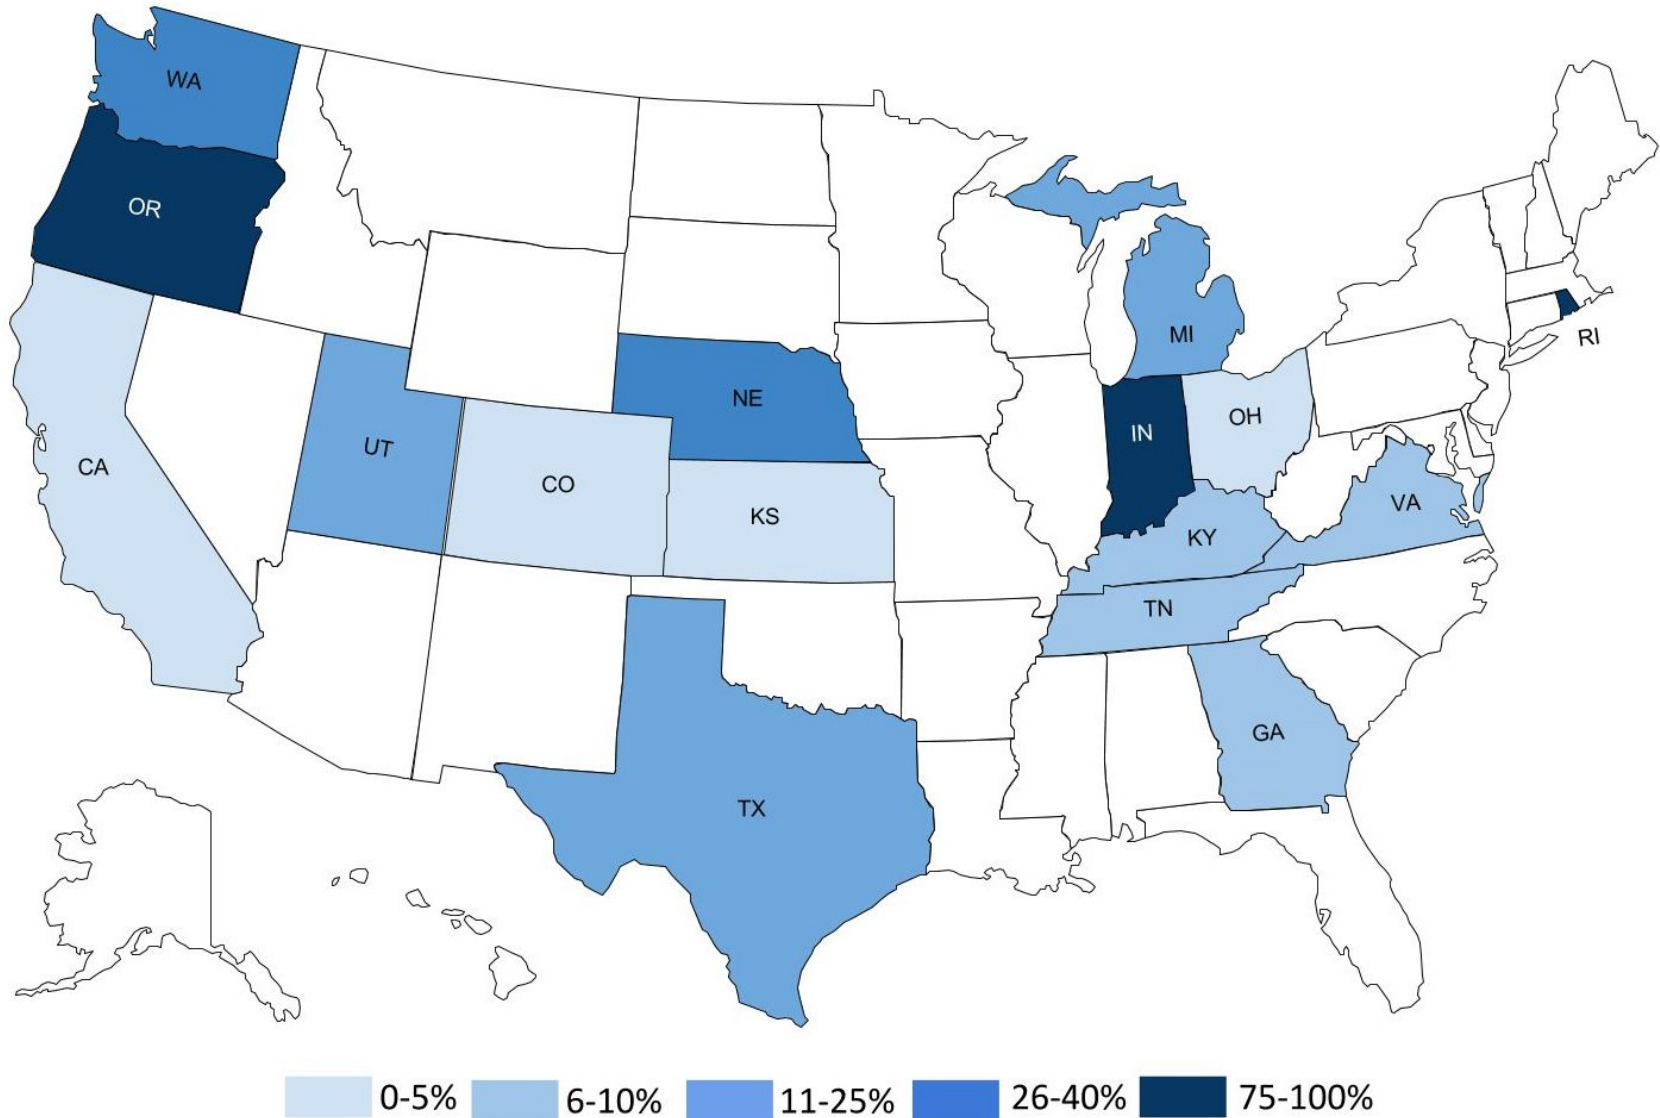 WA
OR
MI
RI
NE
OH
IN
UT
CA
CO
VA
KS
KY
TN
GA
TX
0-5% 6-10% 11-25% 26-40% 75-100%